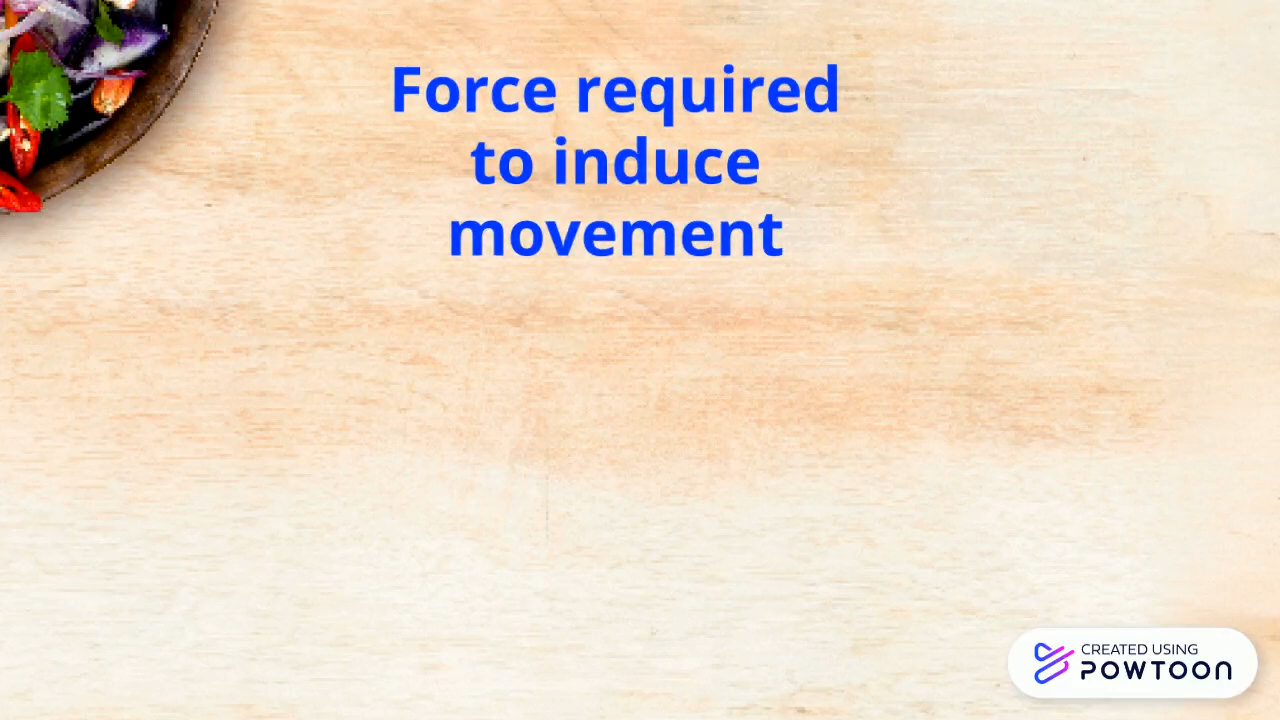 Force required
to induce
movement
CREATED USING
POWTOON